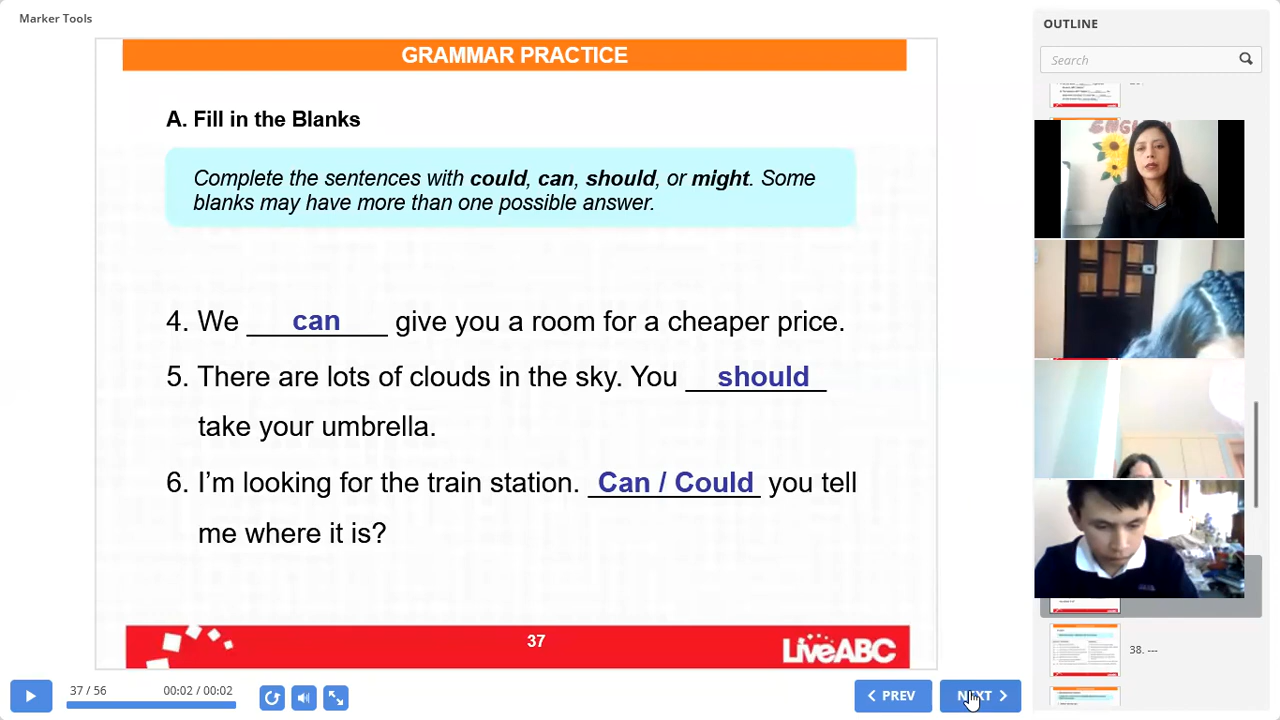 Marker Tools
OUTLINE
Search
GRAMMAR PRACTICE
A. Fill in the Blanks
Complete the sentences with could, can, should, or might. Some
blanks may have more than one possible answer.
4. We can give you a room for a cheaper price.
5. There are lots of clouds in the sky. You should
take your umbrella.
6. I’m looking for the train station. Can / Could you tell
me where it is?
37
LiveABC
ENGLISH
38. ---
37 / 56
00:02 / 00:02
PREV
NEXT